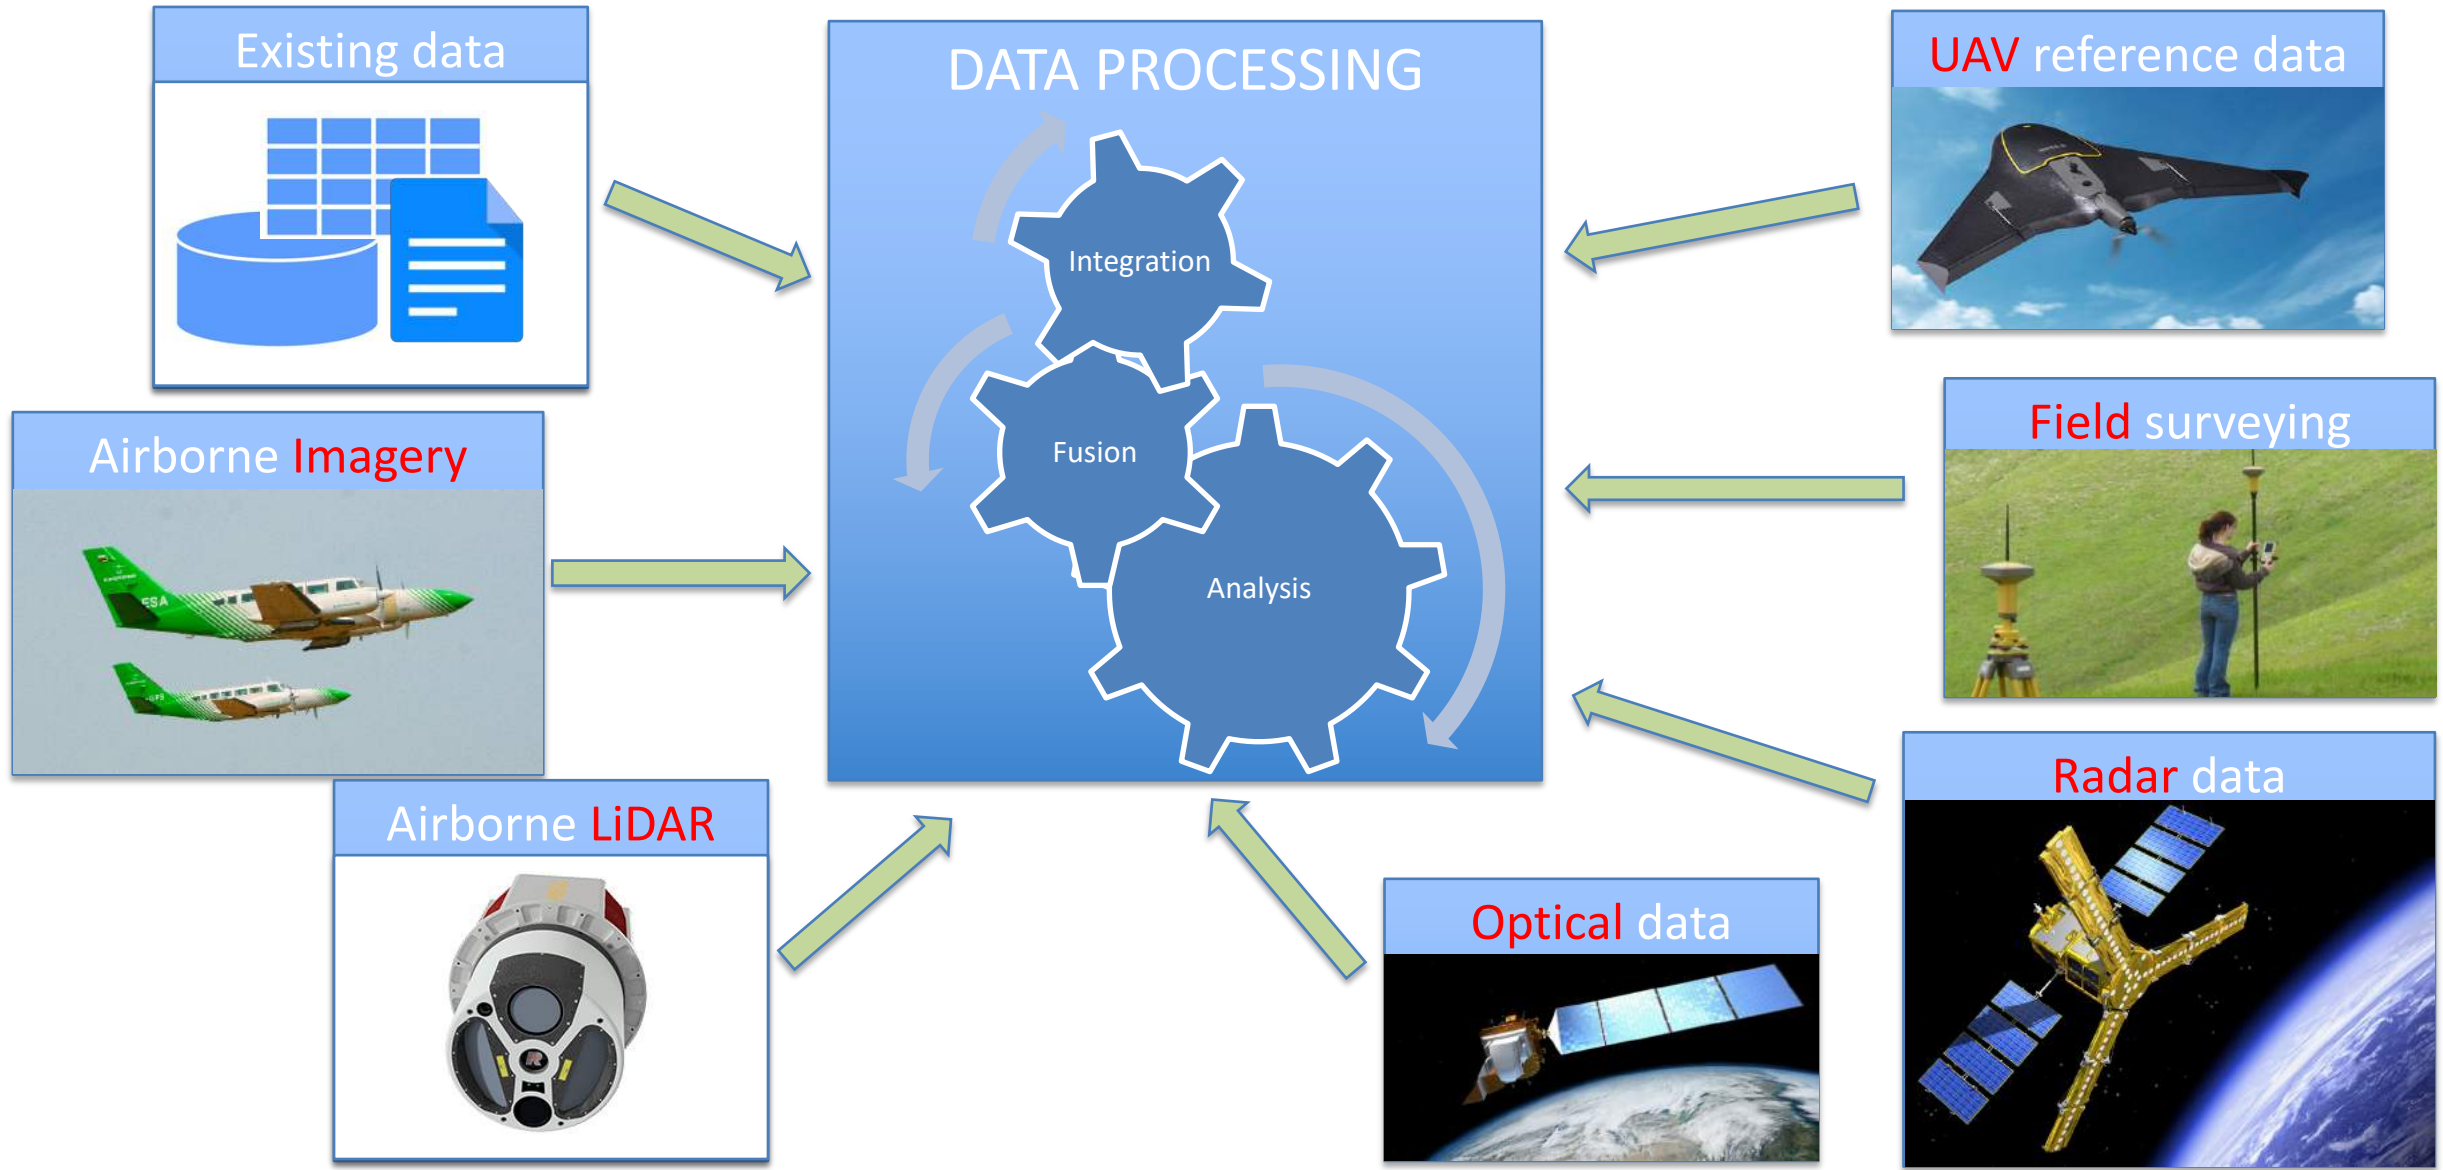 Existing data
DATA PROCESSING
UAV reference data
Integration
Fusion
Analysis
Airborne Imagery
ESA
Field surveying
Airborne LiDAR
R
Radar data
Optical data